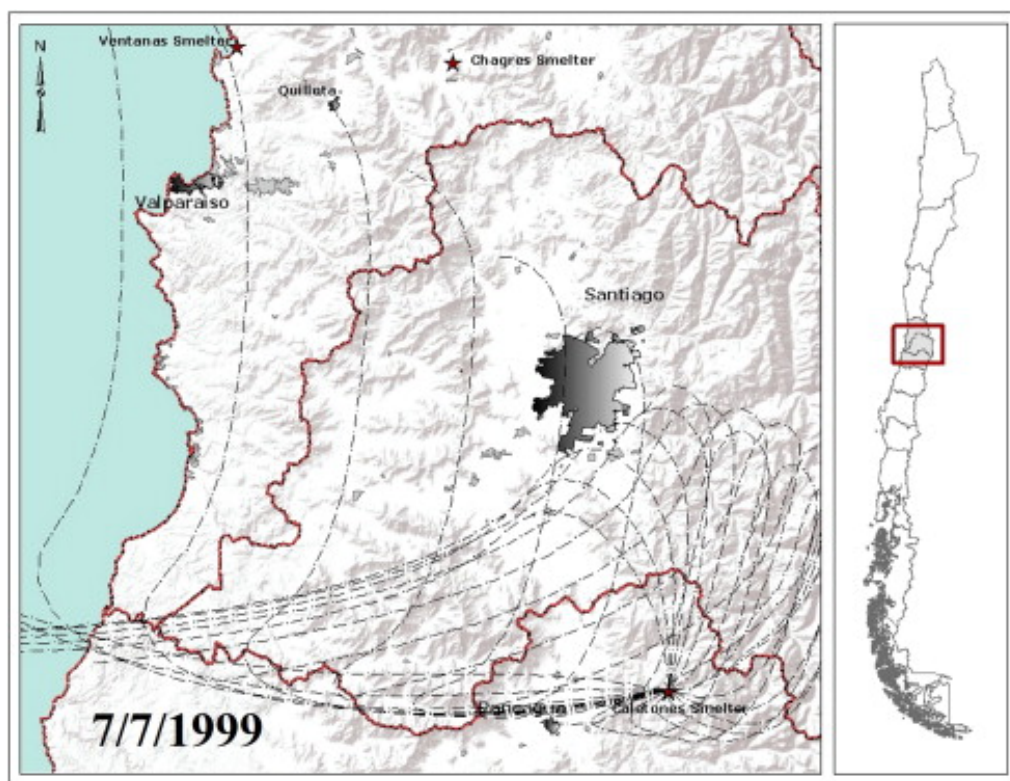 N
Ventanas Smelter
Chagres Smelter
Quillota
Valparaiso
Santiago
Caletones Smelter
7/7/1999